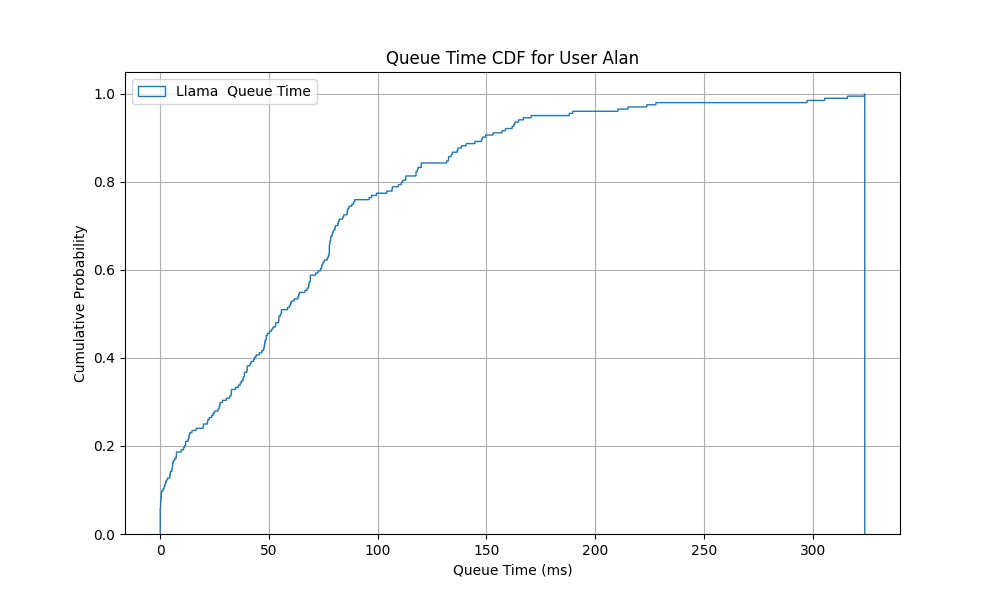 Queue Time CDF for User Alan
Llama  Queue Time
Cumulative Probability
1.0
0.8
0.6
0.4
0.2
0.0
0 50 100 150 200 250 300
Queue Time (ms)